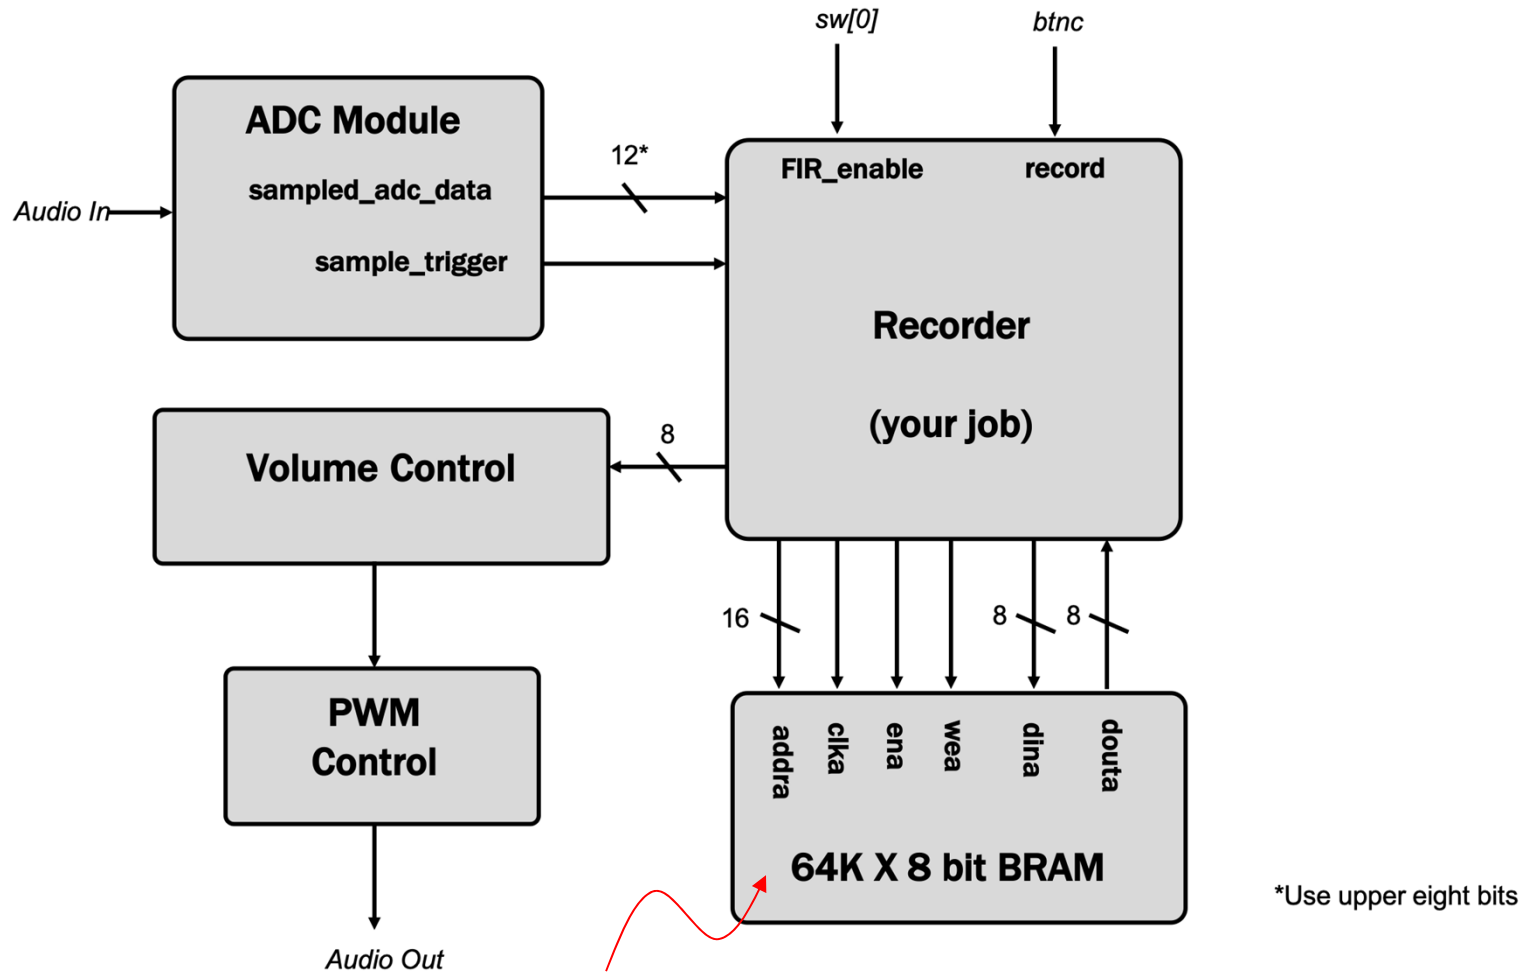 sw[0]
btnc
ADC Module
sampled_adc_data
sample_trigger
Audio In
12*
FIR_enable
record
Recorder
(your job)
8
Volume Control
16
8
8
PWM
Control
addra
clka
ena
wea
dina
douta
64K X 8 bit BRAM
*Use upper eight bits
Audio Out